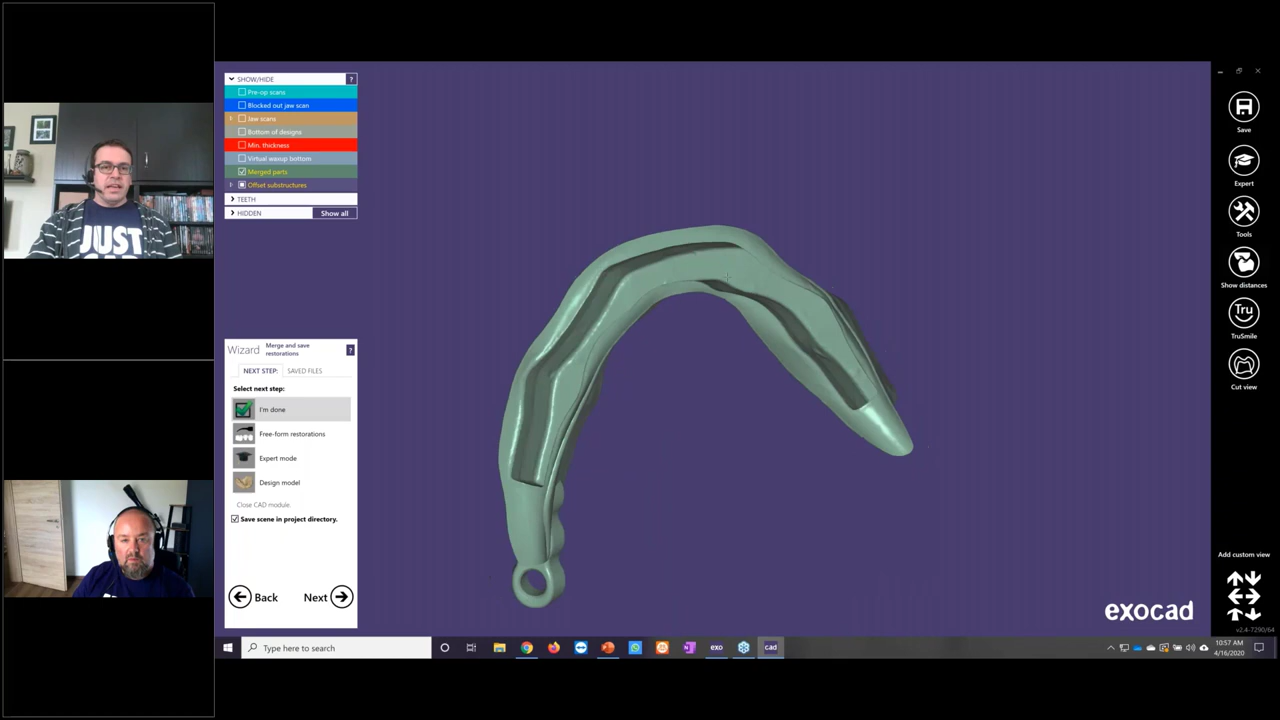 JUST
SHOW/HIDE ?
Pre-op scans
Blocked out jaw scan
Jaw scans
Bottom of designs
Min. thickness
Virtual waxup bottom
Merged parts
Offset substructures
TEETH
HIDDEN Show all
Wizard Merge and save restorations ?
NEXT STEP: SAVED FILES
Select next step:
I'm done
Free-form restorations
Expert mode
Design model
Close CAD module.
Save scene in project directory.
Back Next
Save
Expert
Tools
Show distances
Tru
TruSmile
Cut view
Add custom view
exocad
v2.4-7290/64
Type here to search
exo
cad
10:57 AM
4/16/2020